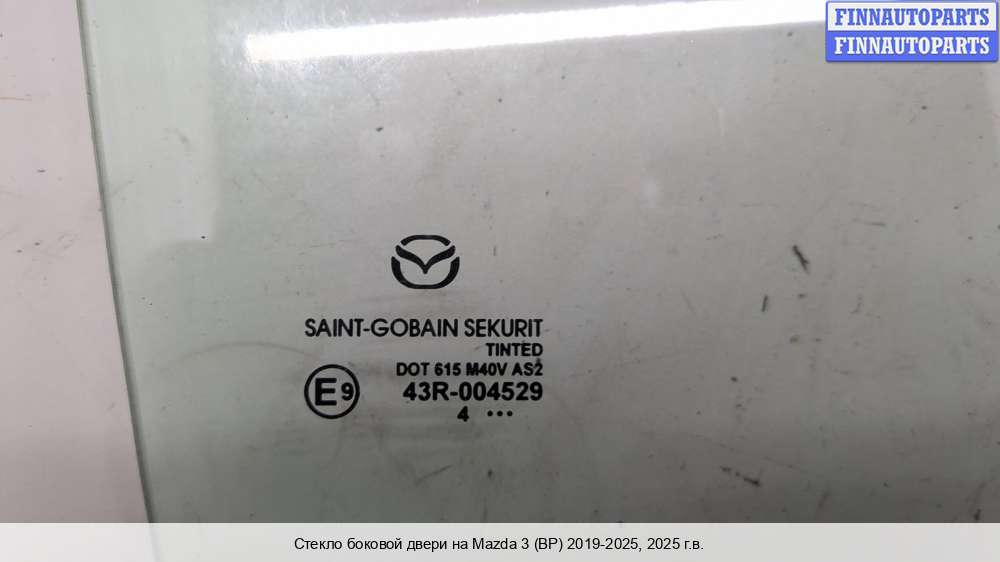 FINNAUTOPARTS
FINNAUTOPARTS
SAINT-GOBAIN SEKURIT
TINTED
DOT 615 M40V AS2
E9 43R-004529
4 ...
Стекло боковой двери на Mazda 3 (BP) 2019-2025, 2025 г.в.